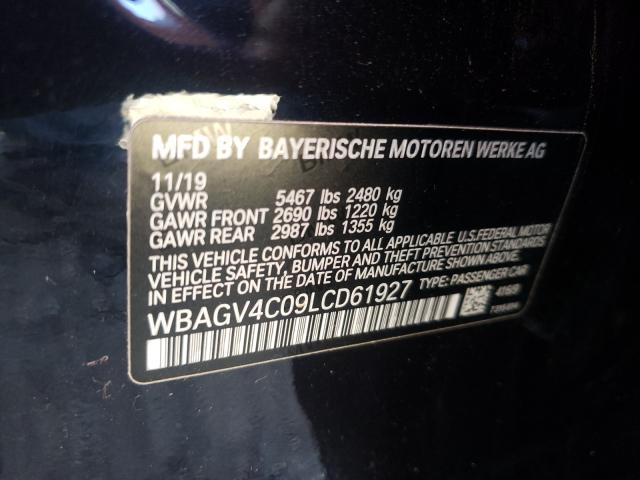 MFD BY BAYERISCHE MOTOREN WERKE AG
11/19
GVWR 5467 lbs 2480 kg
GAWR FRONT 2690 lbs 1220 kg
GAWR REAR 2987 lbs 1355 kg
THIS VEHICLE CONFORMS TO ALL APPLICABLE U.S.FEDERAL MOTOR
VEHICLE SAFETY, BUMPER AND THEFT PREVENTION STANDARDS
IN EFFECT ON THE DATE OF MANUFACTURE SHOWN ABOVE.
WBAGV4C09LCD61927 TYPE: PASSENGER CAR